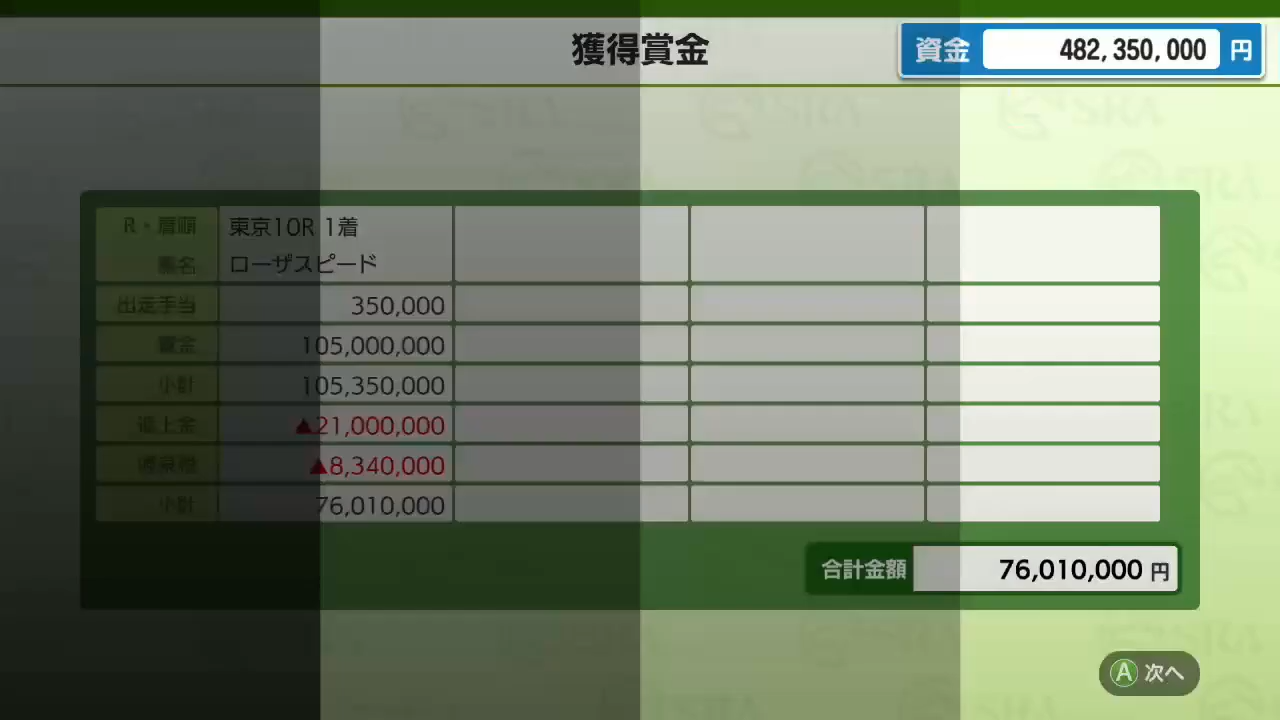 獲得賞金
資金 482,350,000 円
R・着順 東京10R 1着
馬名 ローザスピード
出走手当 350,000
賞金 105,000,000
小計 105,350,000
進上金 ▲21,000,000
源泉税 ▲8,340,000
小計 76,010,000
合計金額 76,010,000 円
A 次へ